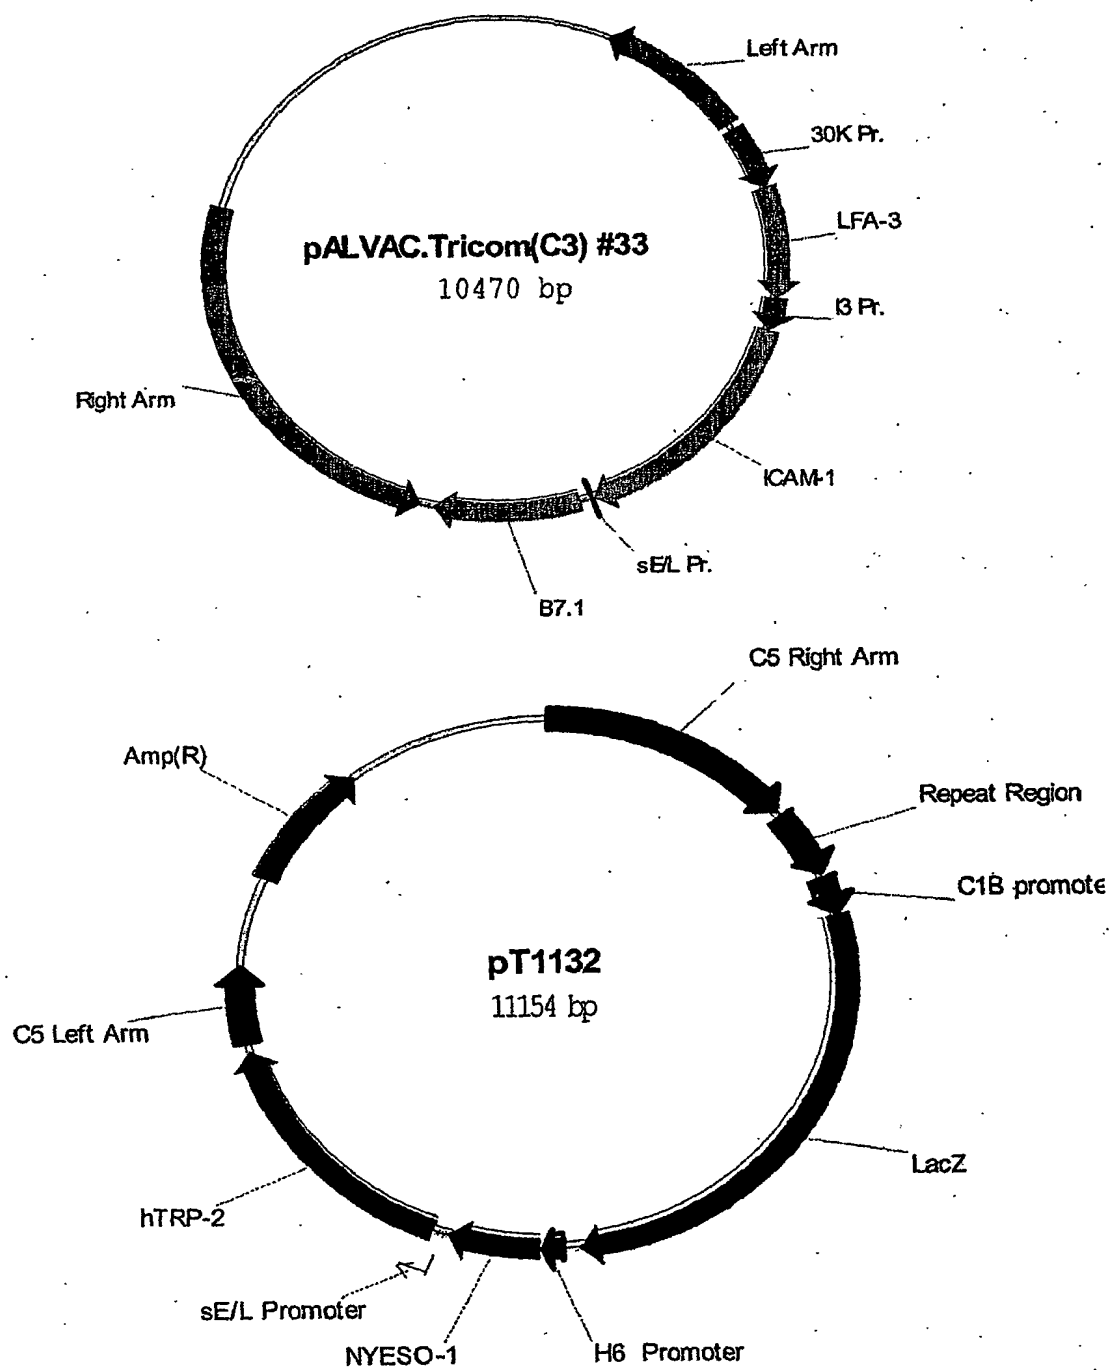 Left Arm
30K Pr.
LFA-3
pALVAC.Tricom(C3) #33
10470 bp
I3 Pr.
Right Arm
ICAM-1
sE/L Pr.
B7.1
C5 Right Arm
Amp(R)
Repeat Region
C1B promote
pT1132
11154 bp
C5 Left Arm
LacZ
hTRP-2
sE/L Promoter
NYESO-1
H6 Promoter